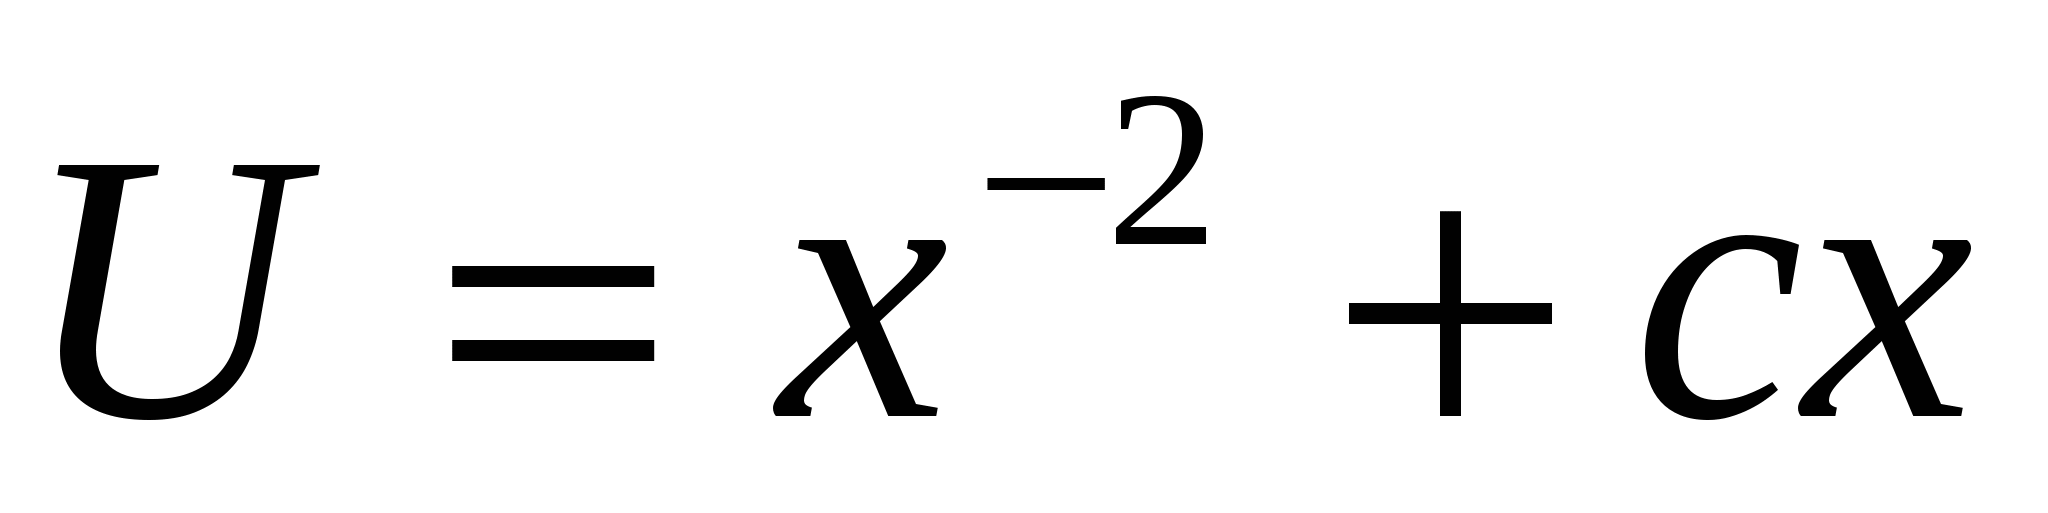 U = x⁻² + cx